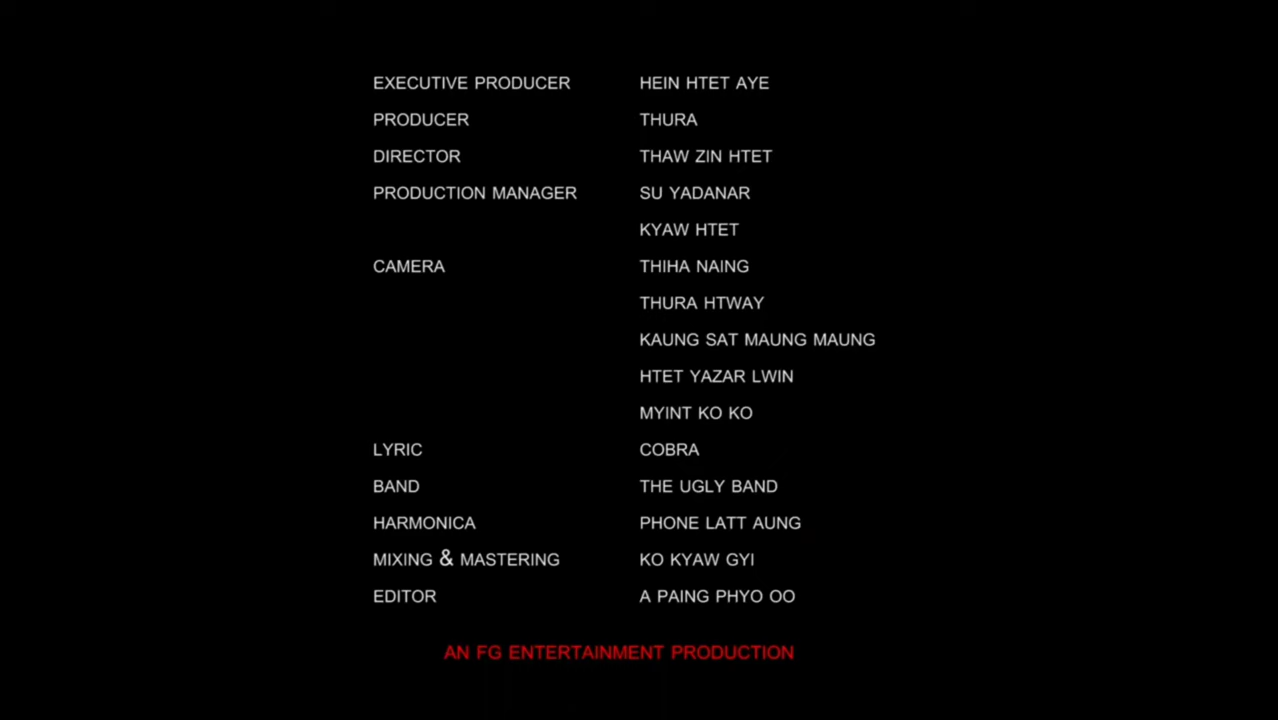 EXECUTIVE PRODUCER HEIN HTET AYE
PRODUCER THURA
DIRECTOR THAW ZIN HTET
PRODUCTION MANAGER SU YADANAR
KYAW HTET
CAMERA THIHA NAING
THURA HTWAY
KAUNG SAT MAUNG MAUNG
HTET YAZAR LWIN
MYINT KO KO
LYRIC COBRA
BAND THE UGLY BAND
HARMONICA PHONE LATT AUNG
MIXING & MASTERING KO KYAW GYI
EDITOR A PAING PHYO OO
AN FG ENTERTAINMENT PRODUCTION